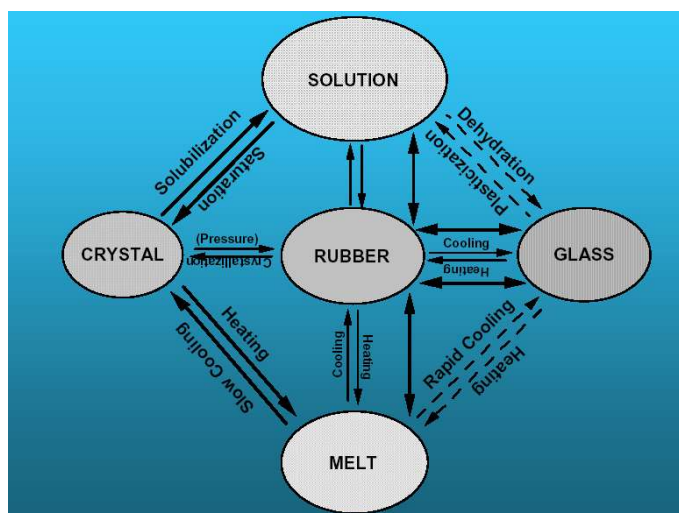 SOLUTION
Solubilization
Saturation
Dehydration
Plasticization
CRYSTAL
(Pressure)
Crystallization
RUBBER
Cooling
Heating
GLASS
Heating
Slow Cooling
Cooling
Heating
Rapid Cooling
Heating
MELT